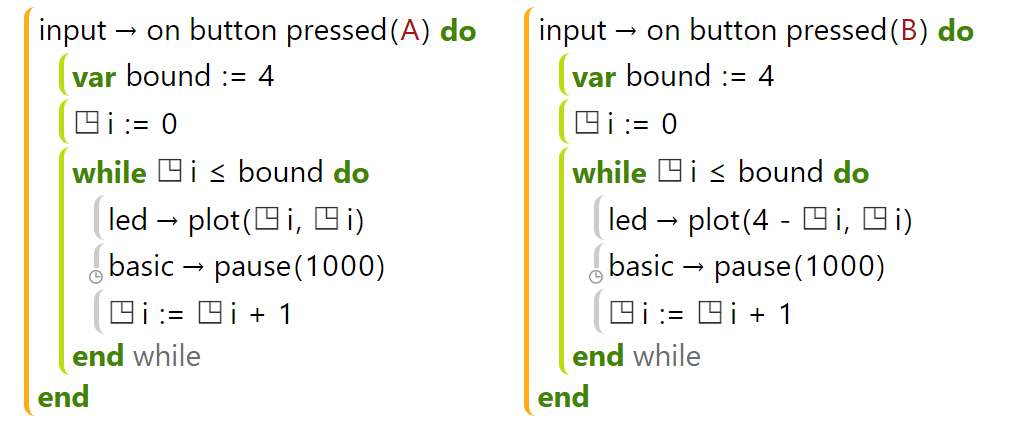 input → on button pressed(A) do
var bound := 4
◳ i := 0
while ◳ i ≤ bound do
led → plot(◳ i, ◳ i)
basic → pause(1000)
◳ i := ◳ i + 1
end while
end
input → on button pressed(B) do
var bound := 4
◳ i := 0
while ◳ i ≤ bound do
led → plot(4 - ◳ i, ◳ i)
basic → pause(1000)
◳ i := ◳ i + 1
end while
end